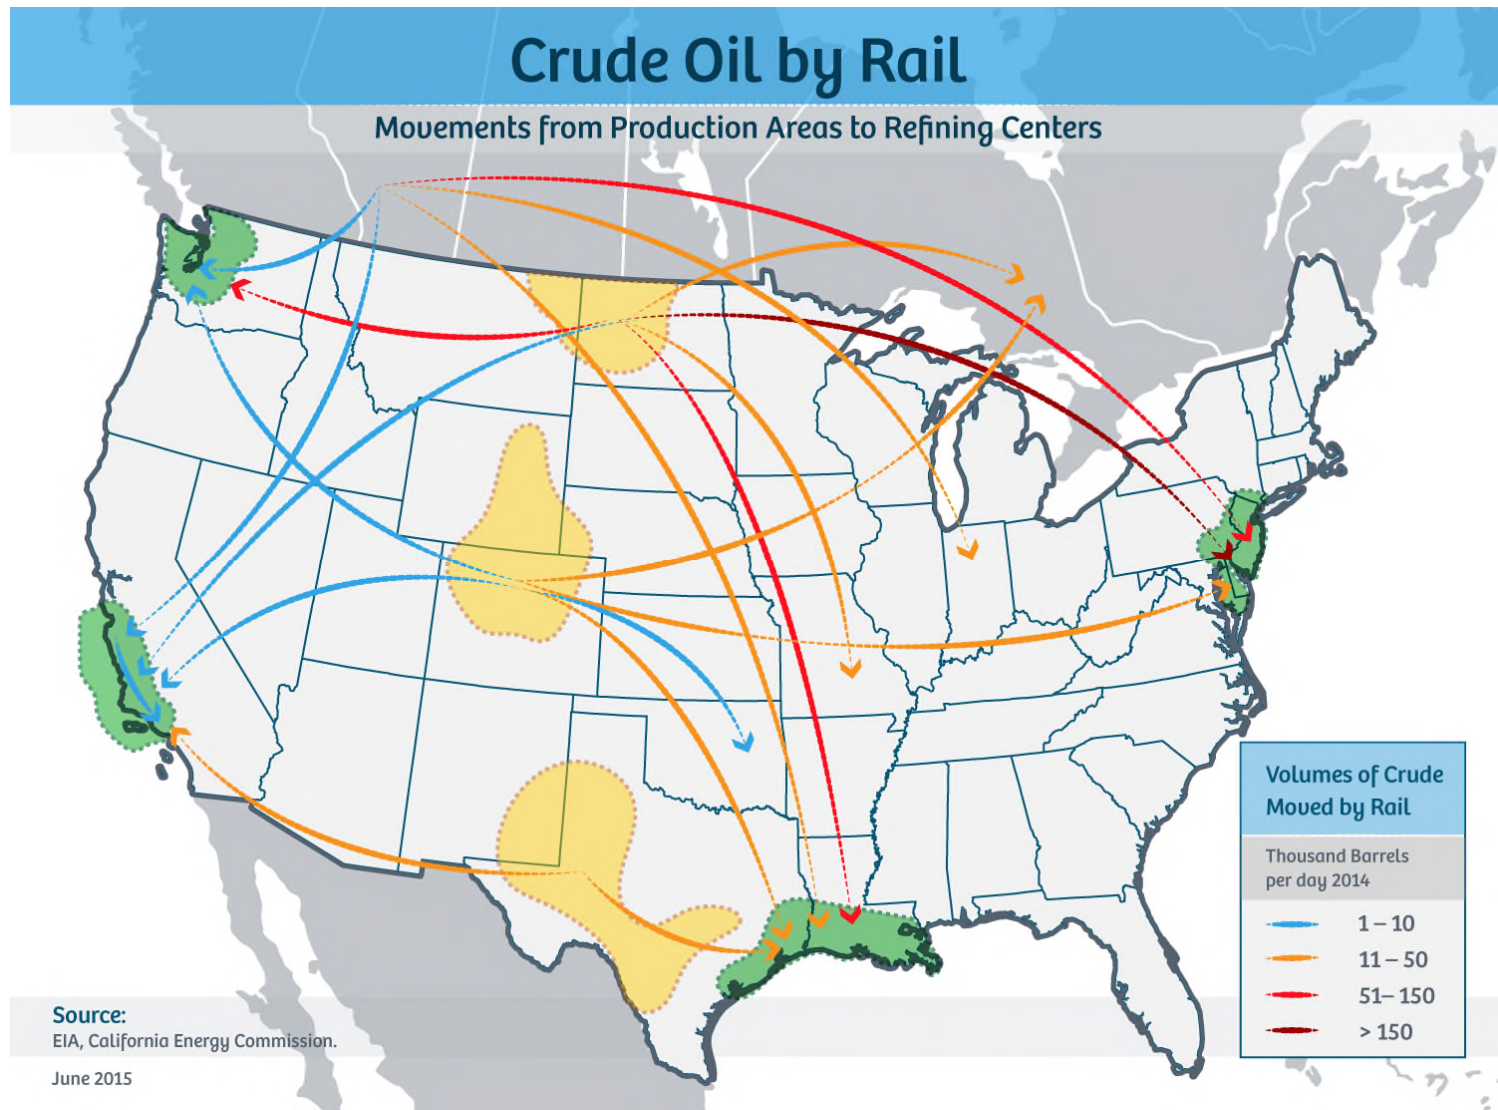 Crude Oil by Rail
Movements from Production Areas to Refining Centers
Volumes of Crude
Moved by Rail
Thousand Barrels
per day 2014
1 – 10
11 – 50
51– 150
> 150
Source:
EIA, California Energy Commission.
June 2015